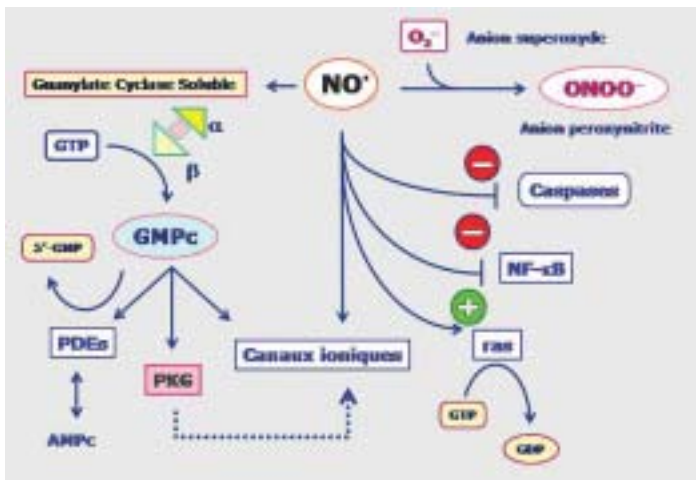 O₂⁻
Anion superoxyde
Guanylate Cyclase Soluble
NO•
ONOO⁻
Anion peroxynitrite
α
β
GTP
Caspases
GMPc
5'-GMP
NF-κB
PDEs
Canaux ioniques
ras
PKG
GTP
AMPc
GDP